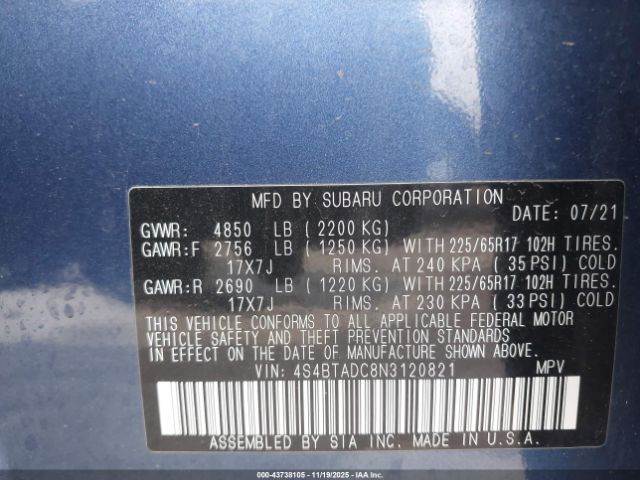 MFD BY SUBARU CORPORATION
DATE: 07/21
GVWR: 4850 LB ( 2200 KG)
GAWR:F 2756 LB ( 1250 KG) WITH 225/65R17 102H TIRES.
17X7J RIMS. AT 240 KPA ( 35 PSI) COLD
GAWR:R 2690 LB ( 1220 KG) WITH 225/65R17 102H TIRES.
17X7J RIMS. AT 230 KPA ( 33 PSI) COLD
THIS VEHICLE CONFORMS TO ALL APPLICABLE FEDERAL MOTOR
VEHICLE SAFETY AND THEFT PREVENTION STANDARDS IN EFFECT
ON THE DATE OF MANUFACTURE SHOWN ABOVE.
VIN: 4S4BTADC8N3120821 MPV
ASSEMBLED BY SIA INC. MADE IN U.S.A.
000-43738105 — 11/19/2025 — IAAI.COM